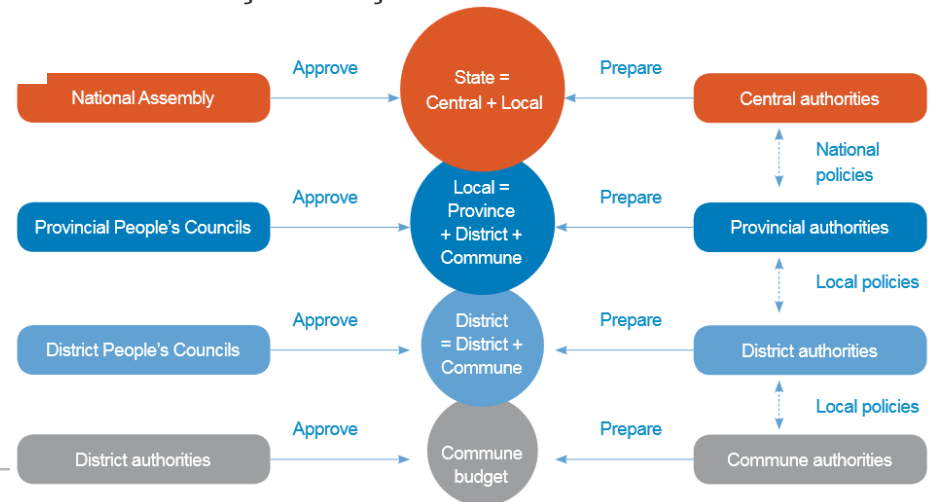 Approve
Prepare
National Assembly
State =
Central + Local
Central authorities
National
policies
Approve
Prepare
Provincial People's Councils
Local =
Province
+ District +
Commune
Provincial authorities
Local policies
Approve
Prepare
District People's Councils
District
= District +
Commune
District authorities
Local policies
Approve
Prepare
District authorities
Commune
budget
Commune authorities